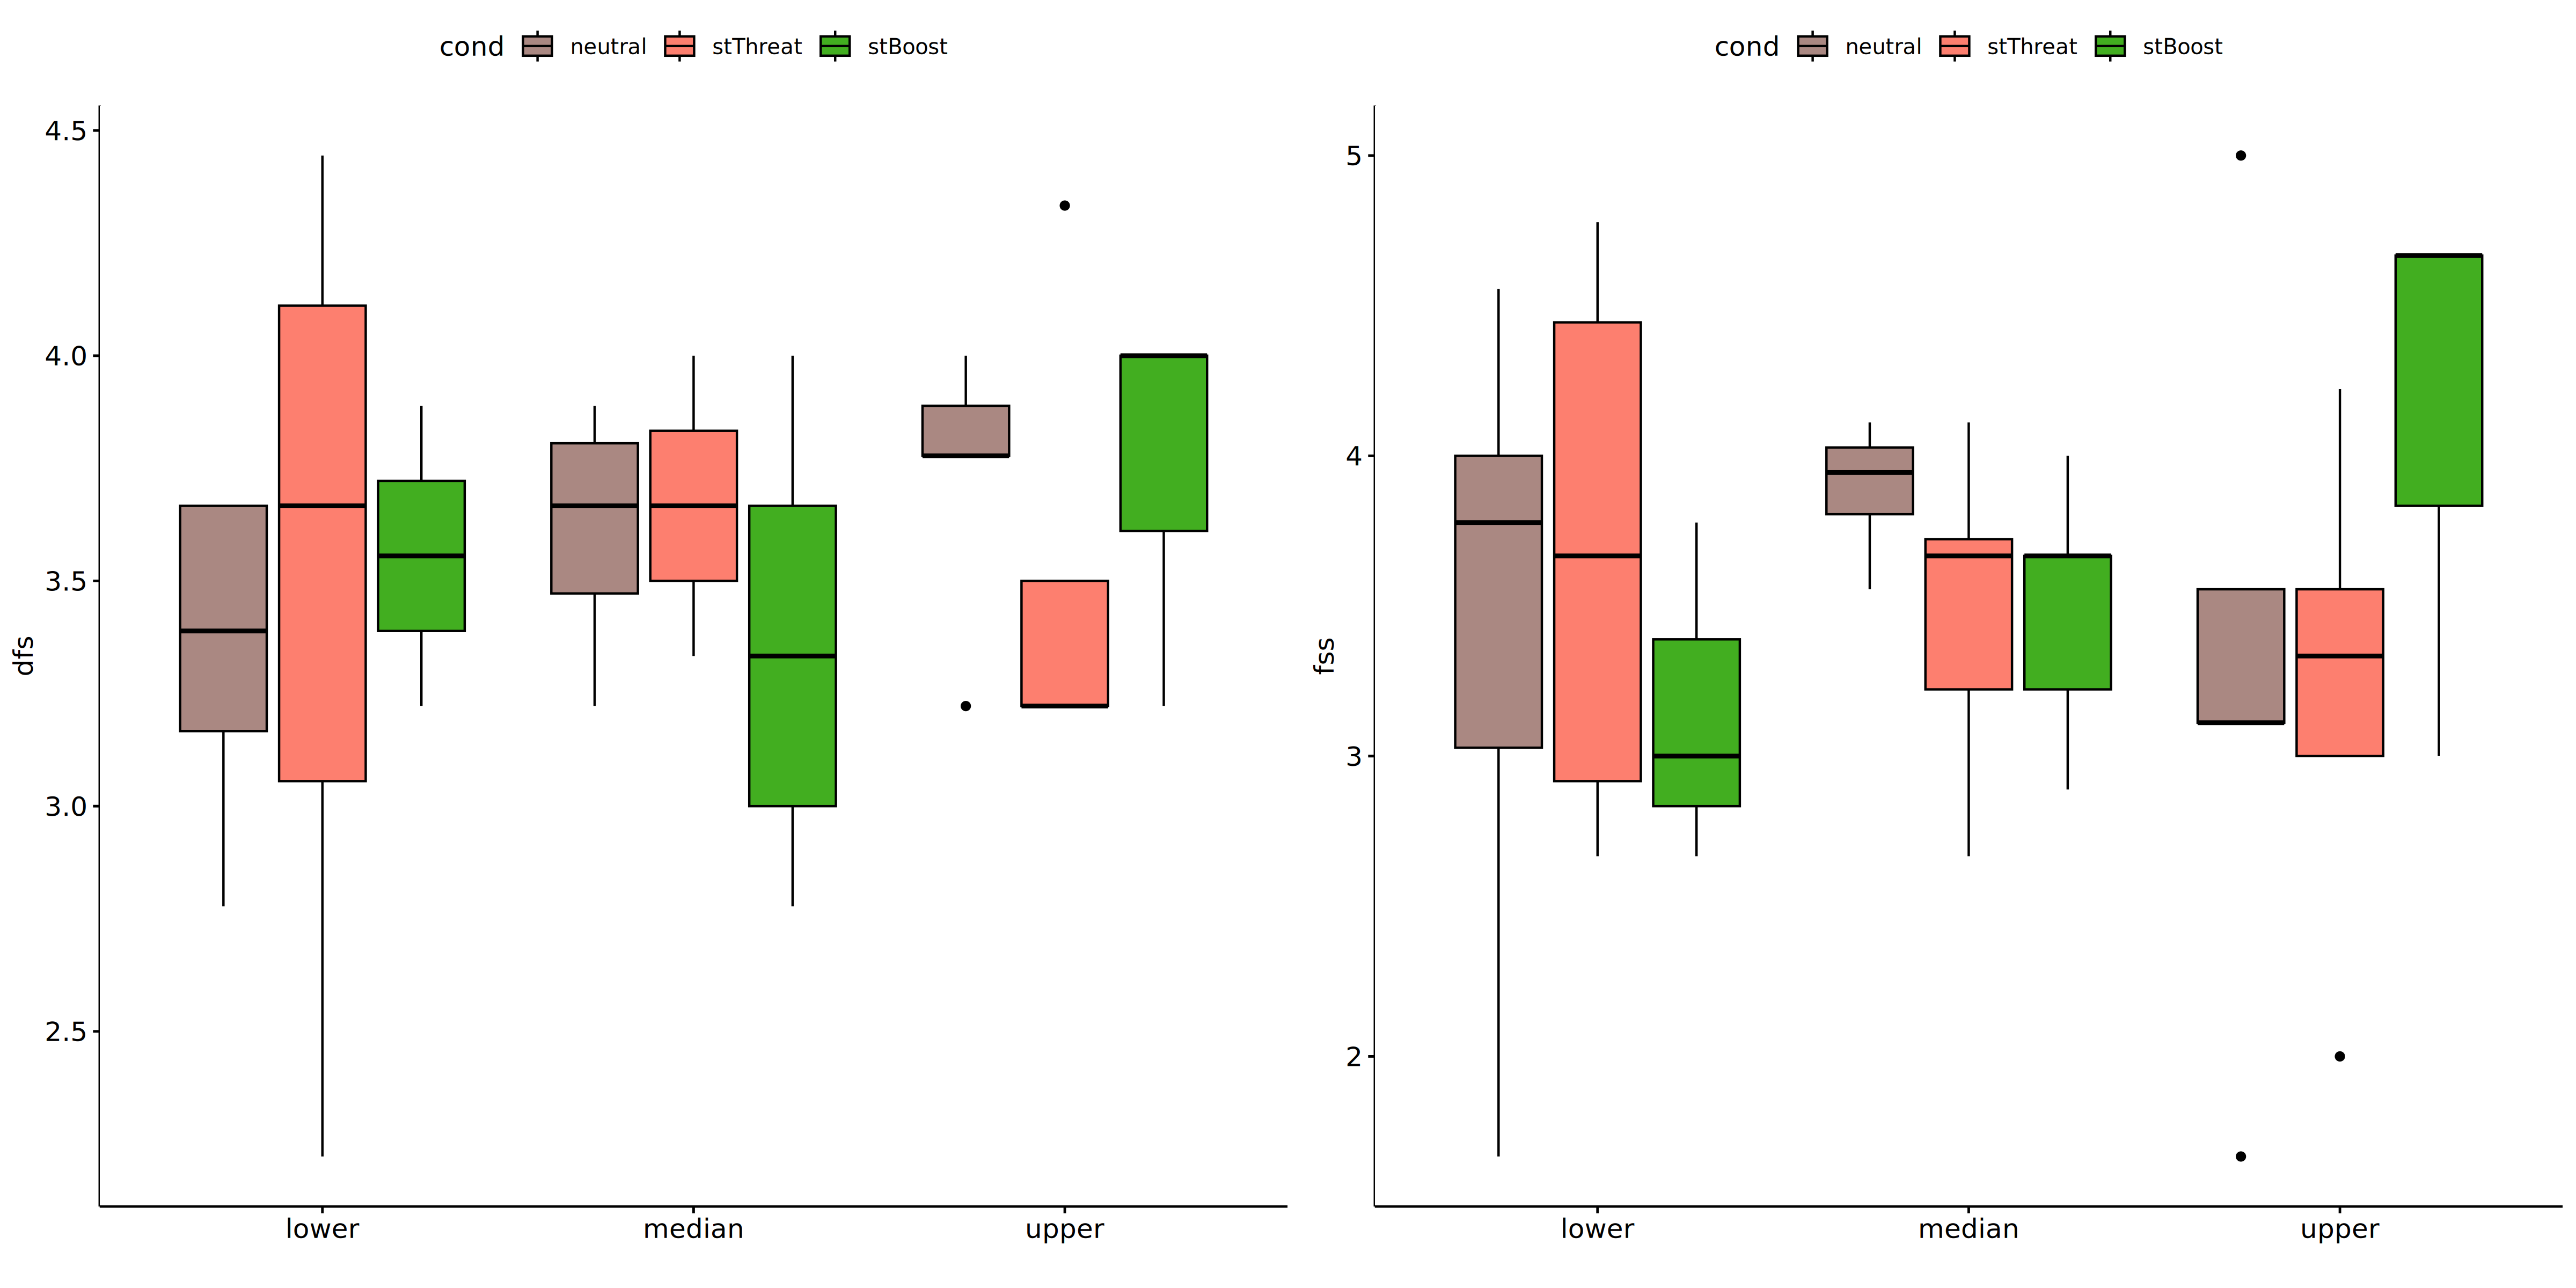 cond neutral stThreat stBoost
dfs
4.5
4.0
3.5
3.0
2.5
lower median upper
cond neutral stThreat stBoost
fss
5
4
3
2
lower median upper